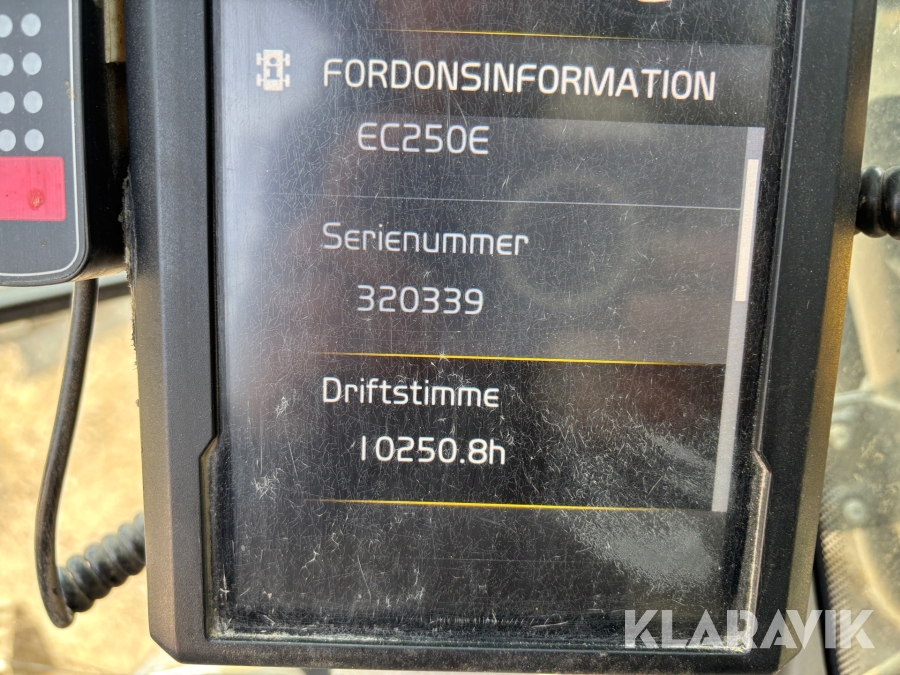 FORDONSINFORMATION
EC250E
Serienummer
320339
Driftstimme
10250.8h
KLARAVIK